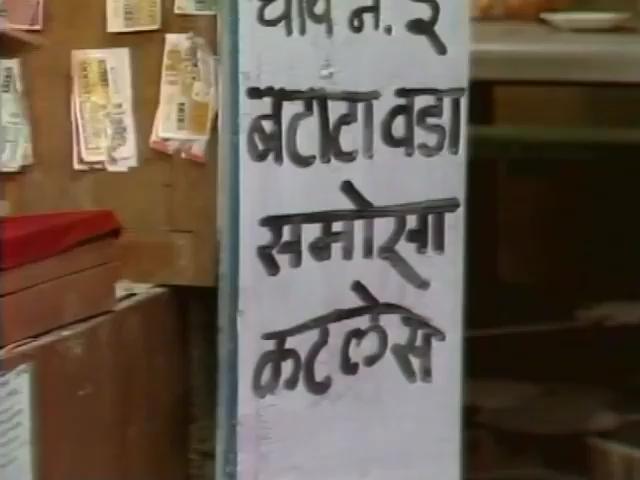 चाय नं. २
बटाटा वडा
समोसा
कटलेस